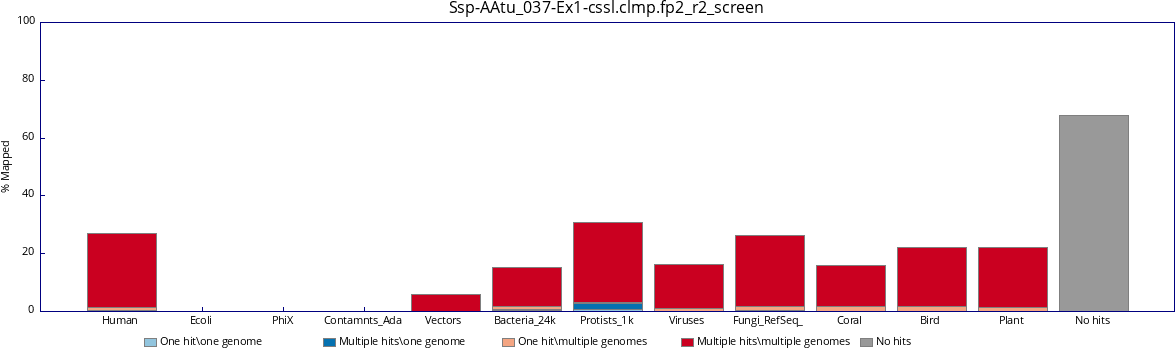 Ssp-AAtu_037-Ex1-cssl.clmp.fp2_r2_screen
100
80
60
40
20
0
% Mapped
Human Ecoli PhiX Contamnts_Ada Vectors Bacteria_24k Protists_1k Viruses Fungi_RefSeq_ Coral Bird Plant No hits
One hit\one genome Multiple hits\one genome One hit\multiple genomes Multiple hits\multiple genomes No hits